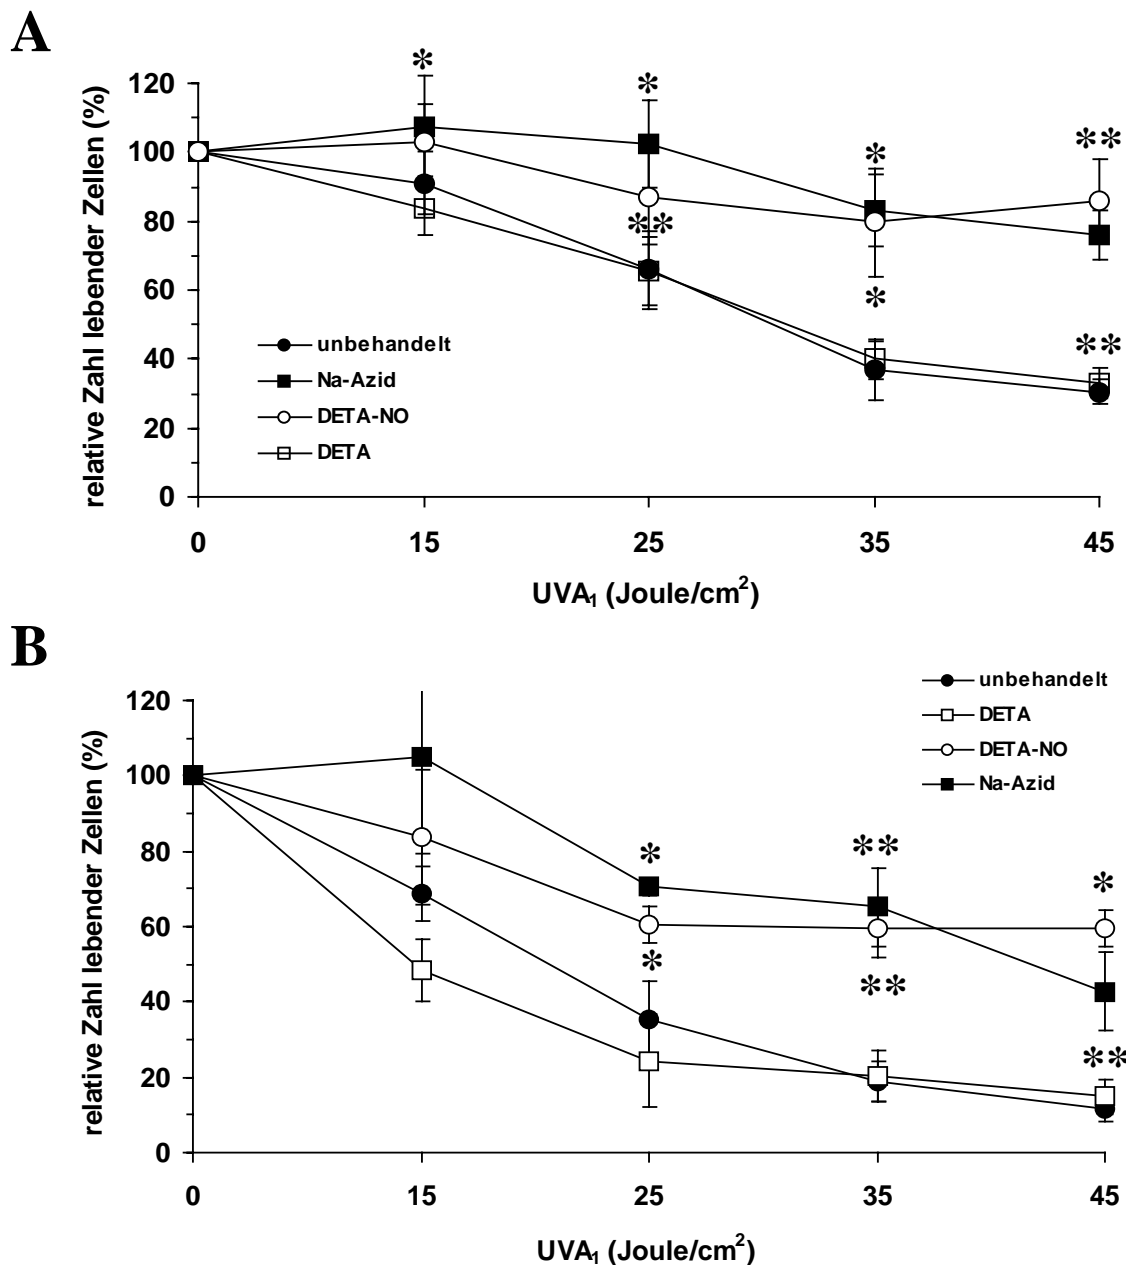 A
*
120
*
**
100
*
80
**
60
*
40
**
20
0
relative Zahl lebender Zellen (%)
unbehandelt
Na-Azid
DETA-NO
DETA
0 15 25 35 45
UVA₁ (Joule/cm²)
B
unbehandelt
DETA
DETA-NO
Na-Azid
120
100
80
*
**
*
60
*
**
40
**
20
0
relative Zahl lebender Zellen (%)
0 15 25 35 45
UVA₁ (Joule/cm²)